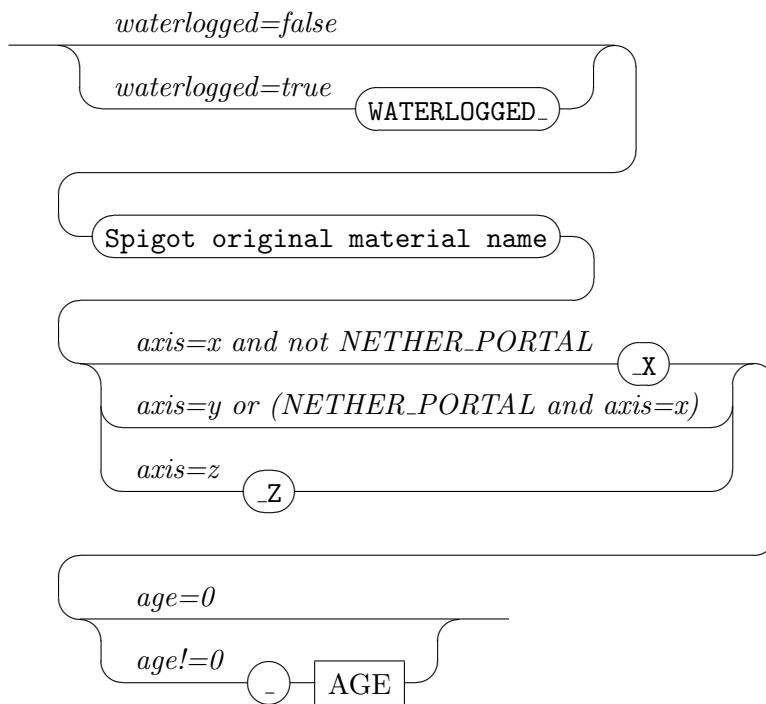 waterlogged=false
waterlogged=true WATERLOGGED_
Spigot original material name
axis=x and not NETHER_PORTAL _X
axis=y or (NETHER_PORTAL and axis=x)
axis=z _Z
age=0
age!=0 _ AGE